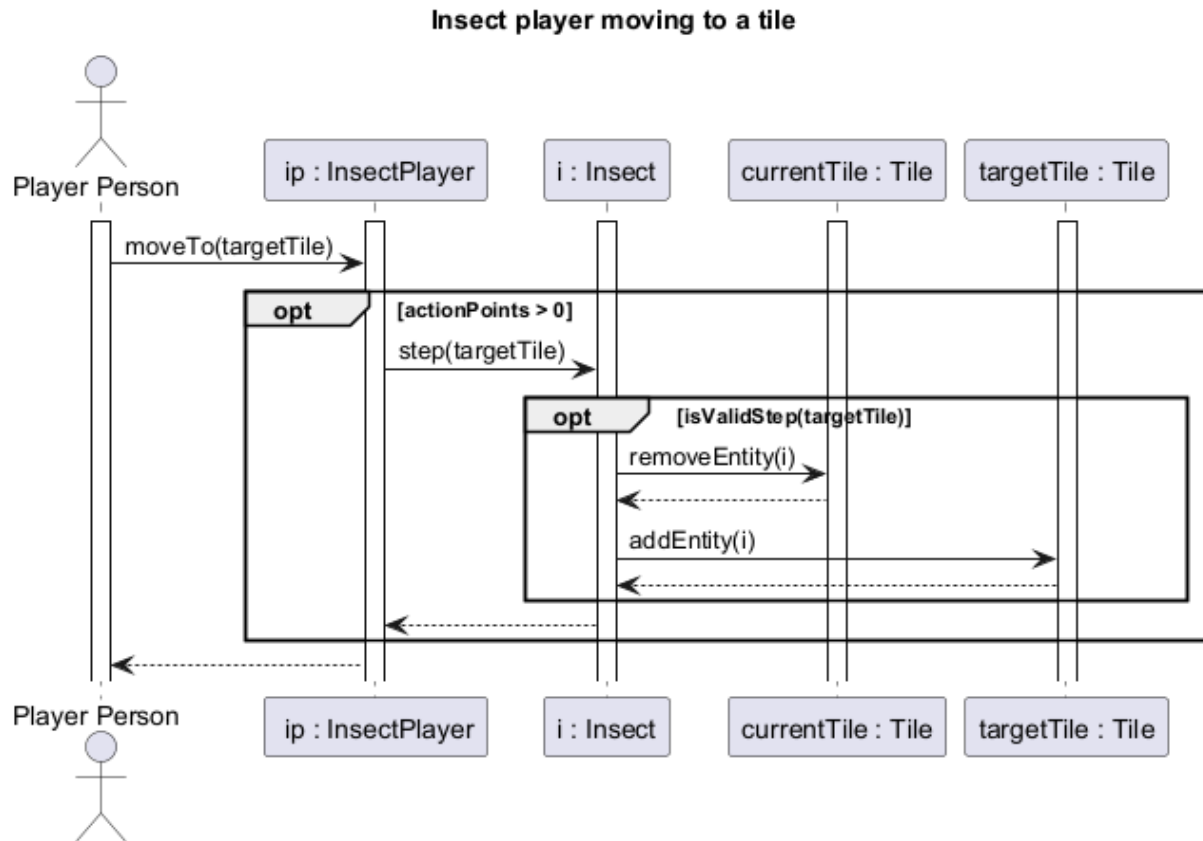 Insect player moving to a tile
Player Person
ip : InsectPlayer
i : Insect
currentTile : Tile
targetTile : Tile
moveTo(targetTile)
opt
[actionPoints > 0]
step(targetTile)
opt
[isValidStep(targetTile)]
removeEntity(i)
addEntity(i)
Player Person
ip : InsectPlayer
i : Insect
currentTile : Tile
targetTile : Tile